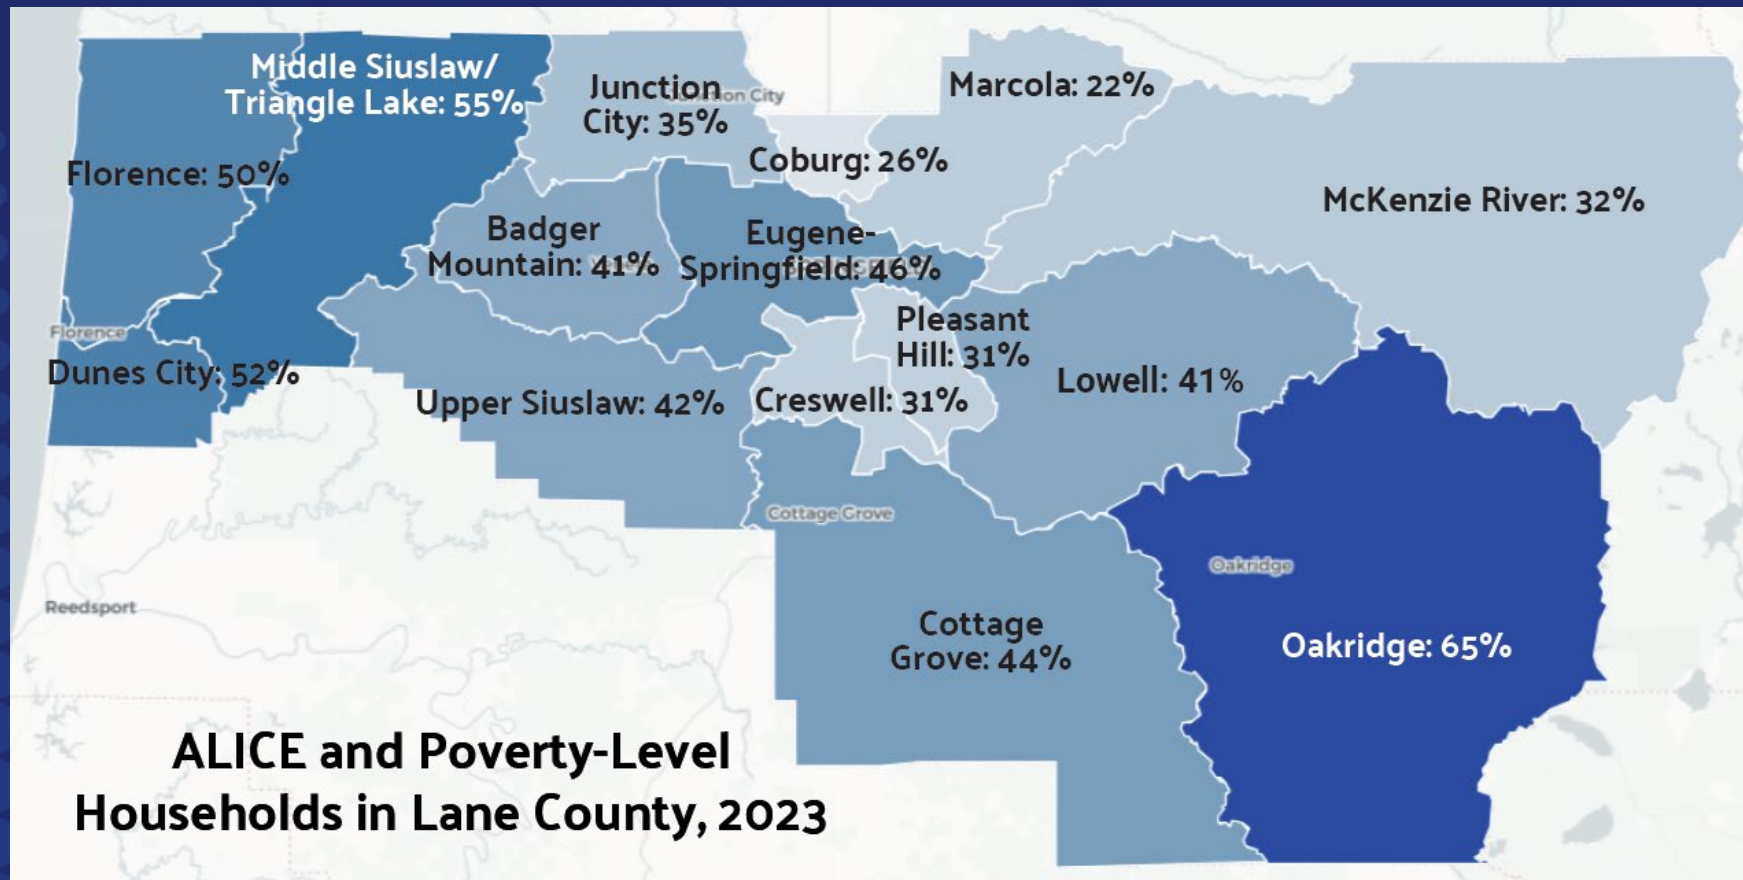 Middle Siuslaw/
Triangle Lake: 55%
Junction
City: 35%
Junction City
Marcola: 22%
Coburg: 26%
Florence: 50%
McKenzie River: 32%
Badger
Mountain: 41%
Eugene-
Springfield: 46%
Florence
Dunes City: 52%
Pleasant
Hill: 31%
Lowell: 41%
Upper Siuslaw: 42%
Creswell: 31%
Cottage Grove
Oakridge
Reedsport
Cottage
Grove: 44%
Oakridge: 65%
ALICE and Poverty-Level
Households in Lane County, 2023